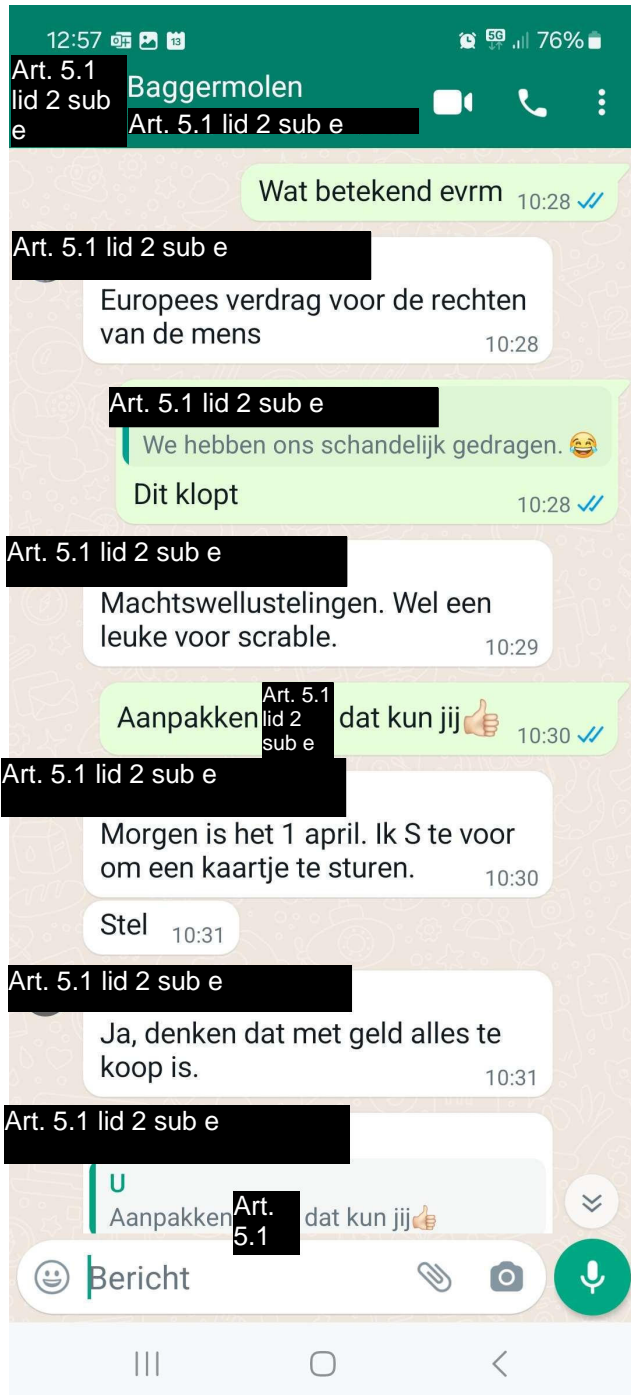 12:57 13 5G 76%
Art. 5.1
lid 2 sub
e
Baggermolen
Art. 5.1 lid 2 sub e
Wat betekend evrm 10:28
Art. 5.1 lid 2 sub e
Europees verdrag voor de rechten
van de mens 10:28
Art. 5.1 lid 2 sub e
We hebben ons schandelijk gedragen. 😂
Dit klopt 10:28
Art. 5.1 lid 2 sub e
Machtswellustelingen. Wel een
leuke voor scrable. 10:29
Aanpakken Art. 5.1 lid 2 sub e dat kun jij👍🏻 10:30
Art. 5.1 lid 2 sub e
Morgen is het 1 april. Ik S te voor
om een kaartje te sturen. 10:30
Stel 10:31
Art. 5.1 lid 2 sub e
Ja, denken dat met geld alles te
koop is. 10:31
Art. 5.1 lid 2 sub e
U
Aanpakken Art. 5.1 dat kun jij👍🏻
Bericht